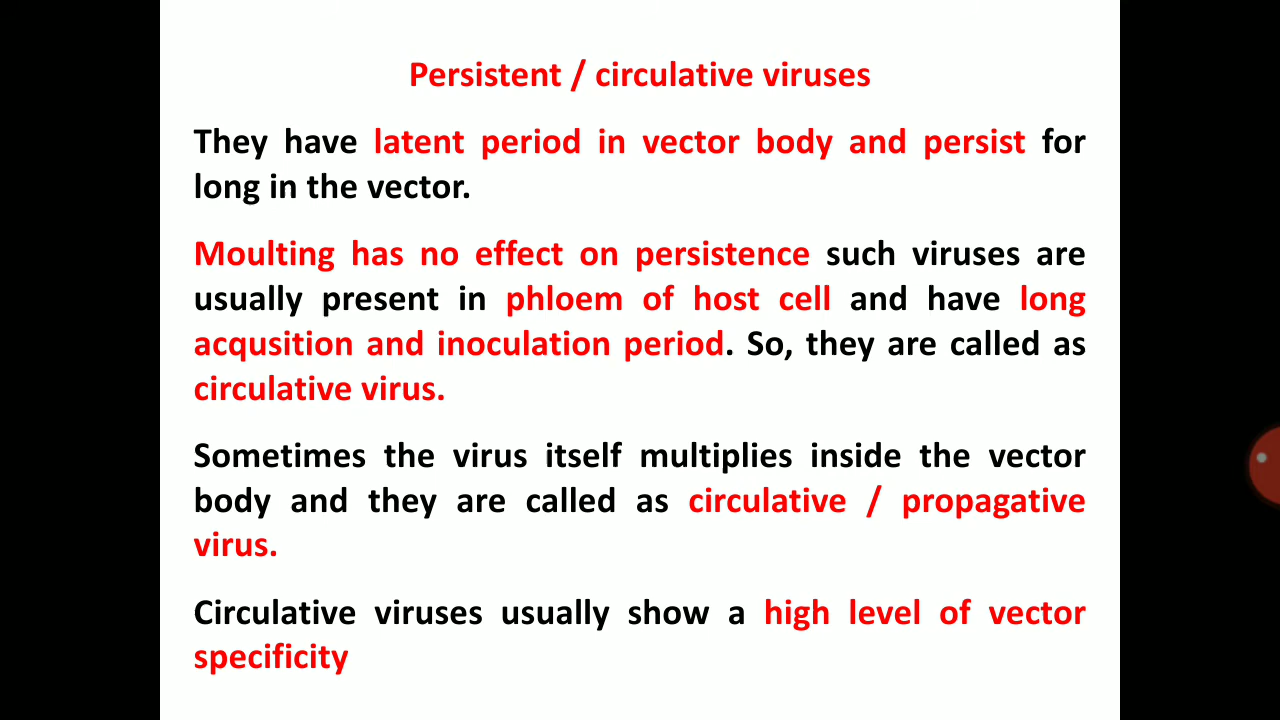 Persistent / circulative viruses
They have latent period in vector body and persist for
long in the vector.
Moulting has no effect on persistence such viruses are
usually present in phloem of host cell and have long
acqusition and inoculation period. So, they are called as
circulative virus.
Sometimes the virus itself multiplies inside the vector
body and they are called as circulative / propagative
virus.
Circulative viruses usually show a high level of vector
specificity